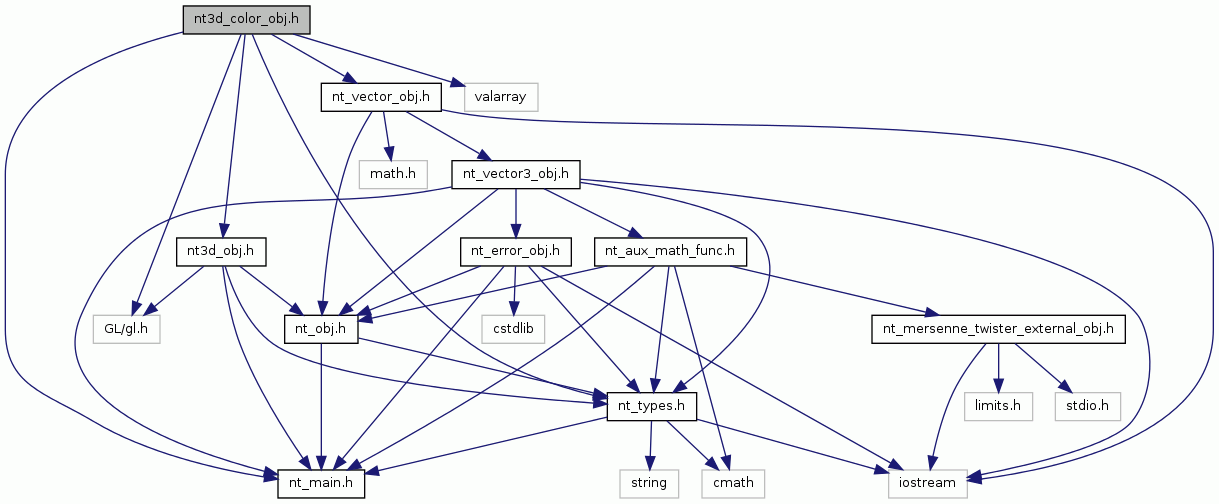 nt3d_color_obj.h
nt_vector_obj.h
valarray
math.h
nt_vector3_obj.h
nt3d_obj.h
nt_error_obj.h
nt_aux_math_func.h
GL/gl.h
nt_obj.h
cstdlib
nt_mersenne_twister_external_obj.h
nt_types.h
limits.h
stdio.h
nt_main.h
string
cmath
iostream